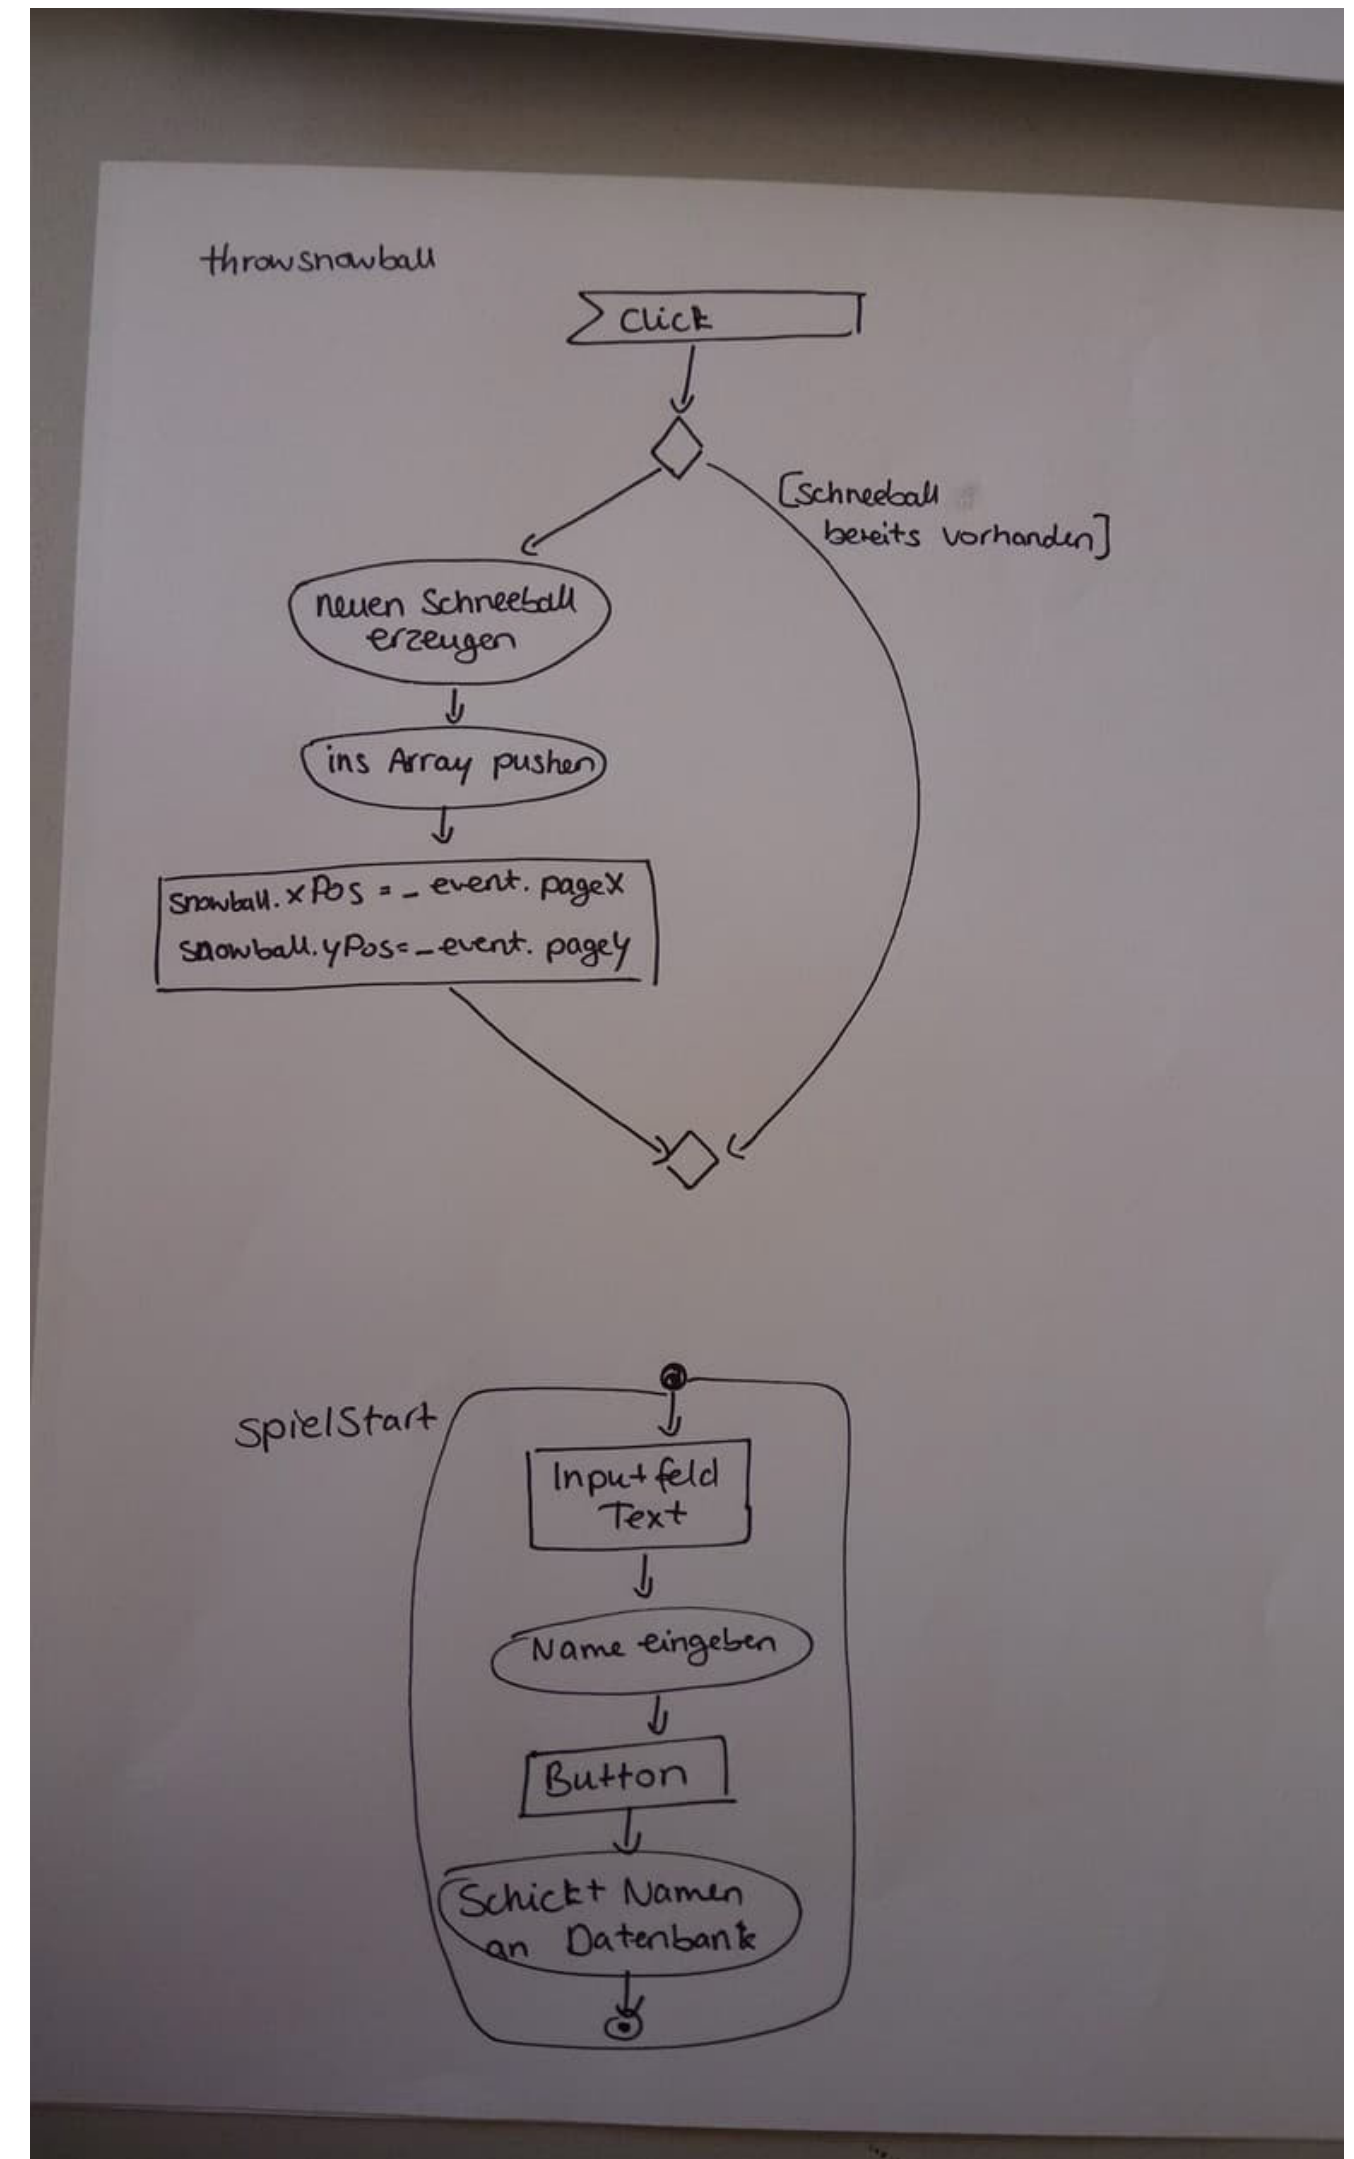 throwsnowball
Click
[Schneeball
bereits vorhanden]
neuen Schneeball
erzeugen
ins Array pushen
snowball.xPos = _ event. pageX
snowball.yPos= _event. pageY
SpielStart
Inputfeld
Text
Name eingeben
Button
Schickt Namen
an Datenbank